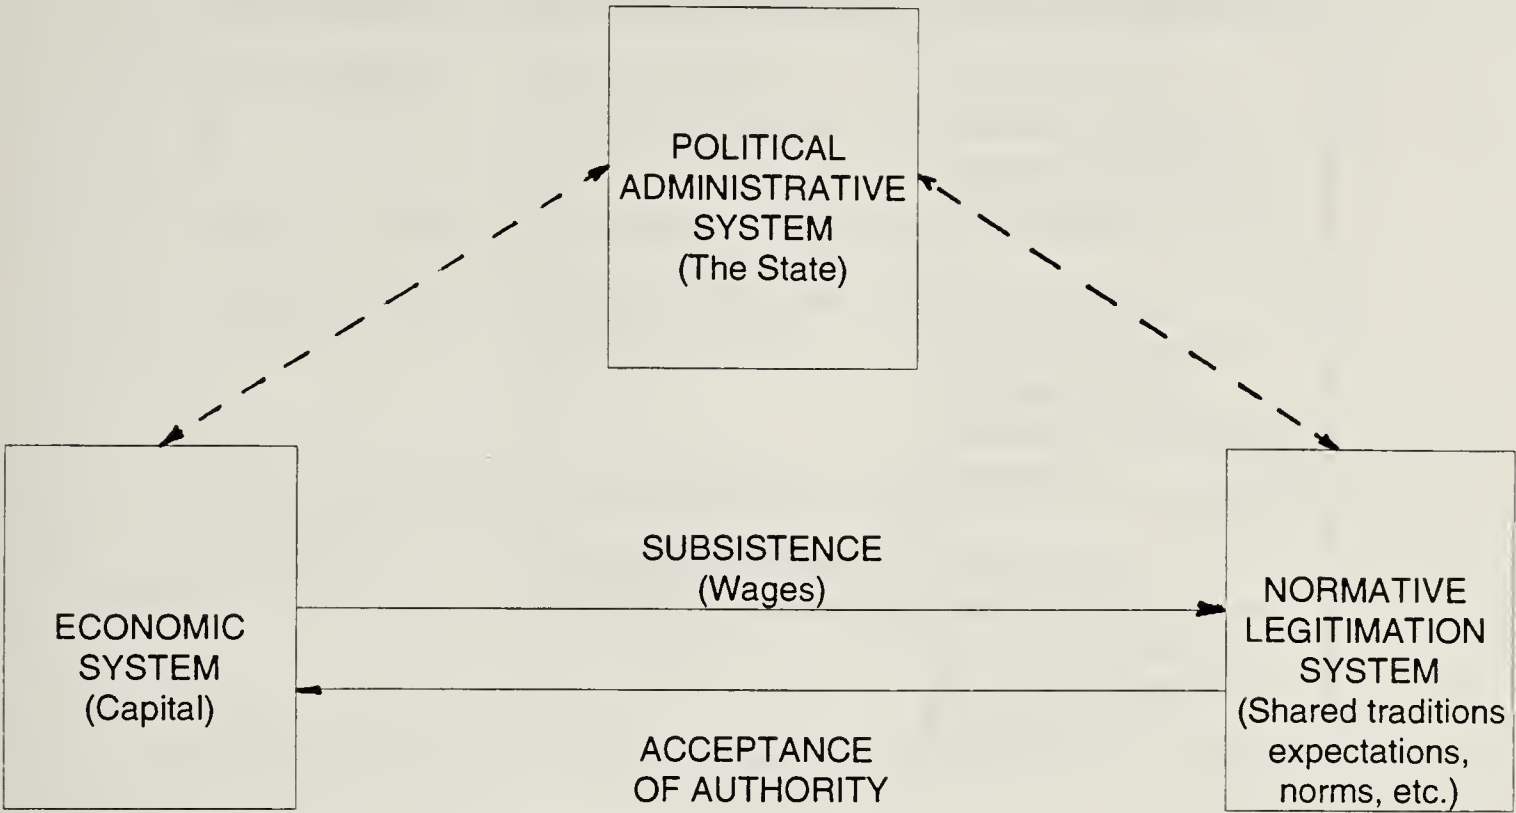 POLITICAL
ADMINISTRATIVE
SYSTEM
(The State)
SUBSISTENCE
(Wages)
ECONOMIC
SYSTEM
(Capital)
NORMATIVE
LEGITIMATION
SYSTEM
(Shared traditions
expectations,
norms, etc.)
ACCEPTANCE
OF AUTHORITY